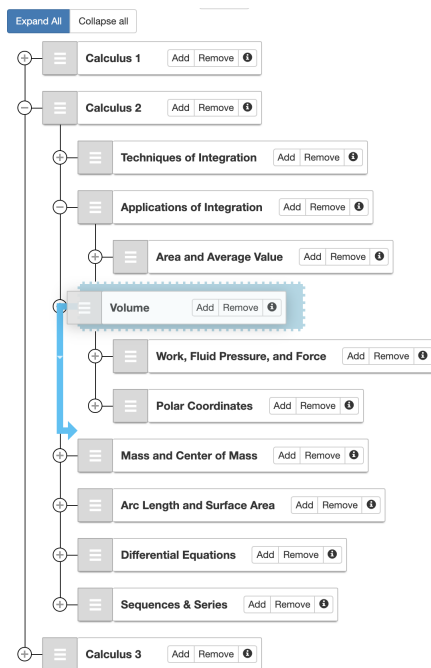 Expand All Collapse all
Calculus 1 Add Remove
Calculus 2 Add Remove
Techniques of Integration Add Remove
Applications of Integration Add Remove
Area and Average Value Add Remove
Volume Add Remove
Work, Fluid Pressure, and Force Add Remove
Polar Coordinates Add Remove
Mass and Center of Mass Add Remove
Arc Length and Surface Area Add Remove
Differential Equations Add Remove
Sequences & Series Add Remove
Calculus 3 Add Remove